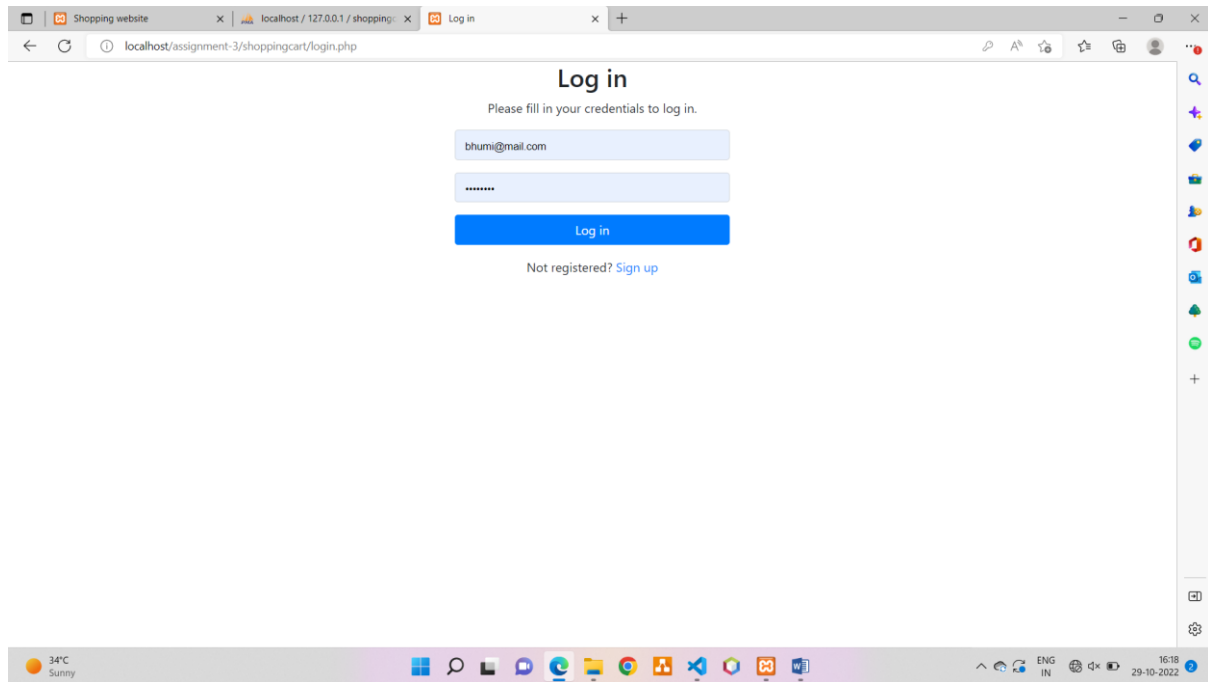 Shopping website
localhost / 127.0.0.1 / shoppingc
Log in
localhost/assignment-3/shoppingcart/login.php
Log in
Please fill in your credentials to log in.
bhumi@mail.com
••••••••
Log in
Not registered? Sign up
34°C
Sunny
ENG
IN
16:18
29-10-2022
2